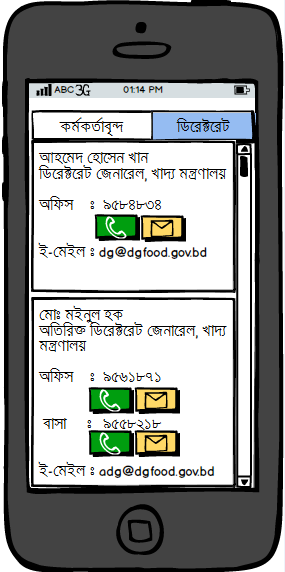 ABC 3G 01:14 PM
কর্মকর্তাবৃন্দ ডিরেক্টরেট
আহমেদ হোসেন খান
ডিরেক্টরেট জেনারেল, খাদ্য মন্ত্রণালয়
অফিস : ৯৫৮৪৮৩৪
ই-মেইল : dg@dgfood.gov.bd
মোঃ মইনুল হক
অতিরিক্ত ডিরেক্টরেট জেনারেল, খাদ্য
মন্ত্রণালয়
অফিস : ৯৫৬১৮৭১
বাসা : ৯৫৫৮২১৮
ই-মেইল : adg@dgfood.gov.bd